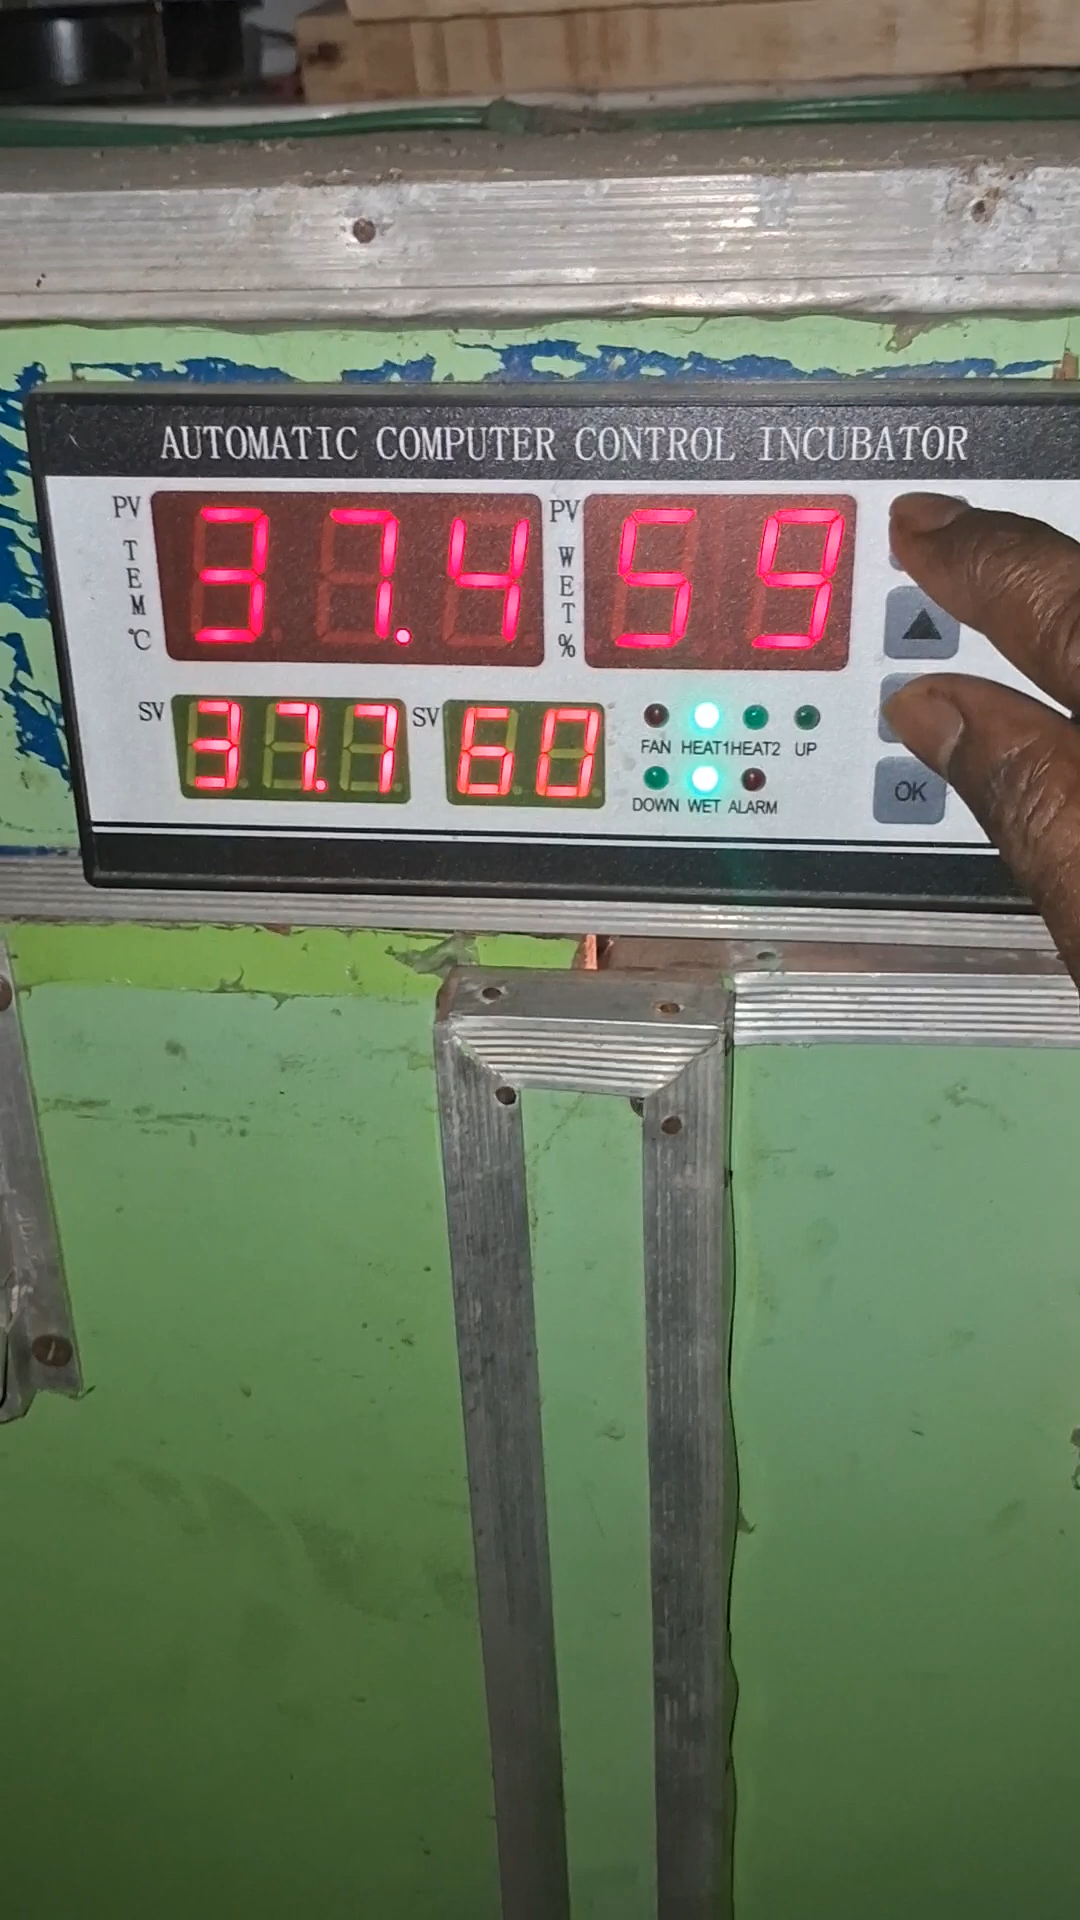 AUTOMATIC COMPUTER CONTROL INCUBATOR
PV TEM ℃ 37.4
PV WET % 59
SV 37.7
SV 60
FAN HEAT1 HEAT2 UP
DOWN WET ALARM
▲
OK